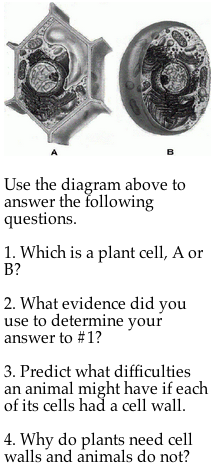 A B
Use the diagram above to
answer the following
questions.
1. Which is a plant cell, A or
B?
2. What evidence did you
use to determine your
answer to #1?
3. Predict what difficulties
an animal might have if each
of its cells had a cell wall.
4. Why do plants need cell
walls and animals do not?